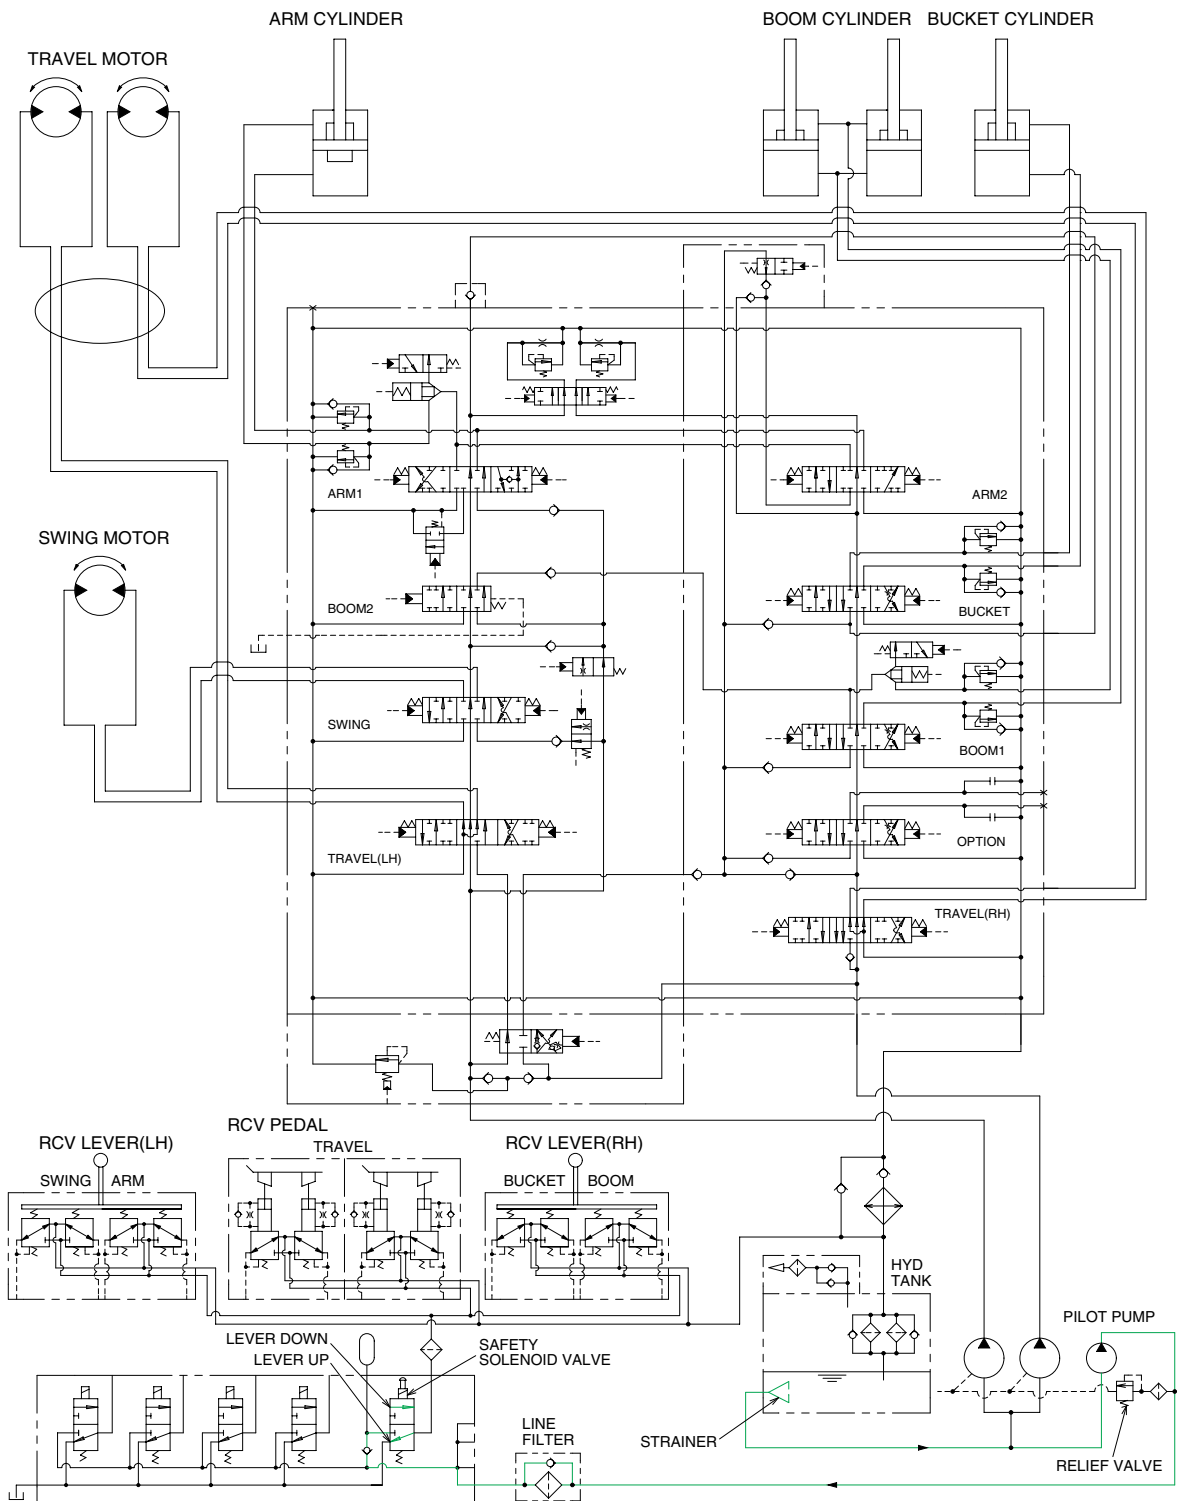 ARM CYLINDER
BOOM CYLINDER
BUCKET CYLINDER
TRAVEL MOTOR
ARM1
ARM2
SWING MOTOR
BOOM2
BUCKET
SWING
BOOM1
TRAVEL(LH)
OPTION
TRAVEL(RH)
RCV LEVER(LH)
SWING
ARM
RCV PEDAL
TRAVEL
RCV LEVER(RH)
BUCKET
BOOM
HYD
TANK
PILOT PUMP
LEVER DOWN
LEVER UP
SAFETY
SOLENOID VALVE
LINE
FILTER
STRAINER
RELIEF VALVE